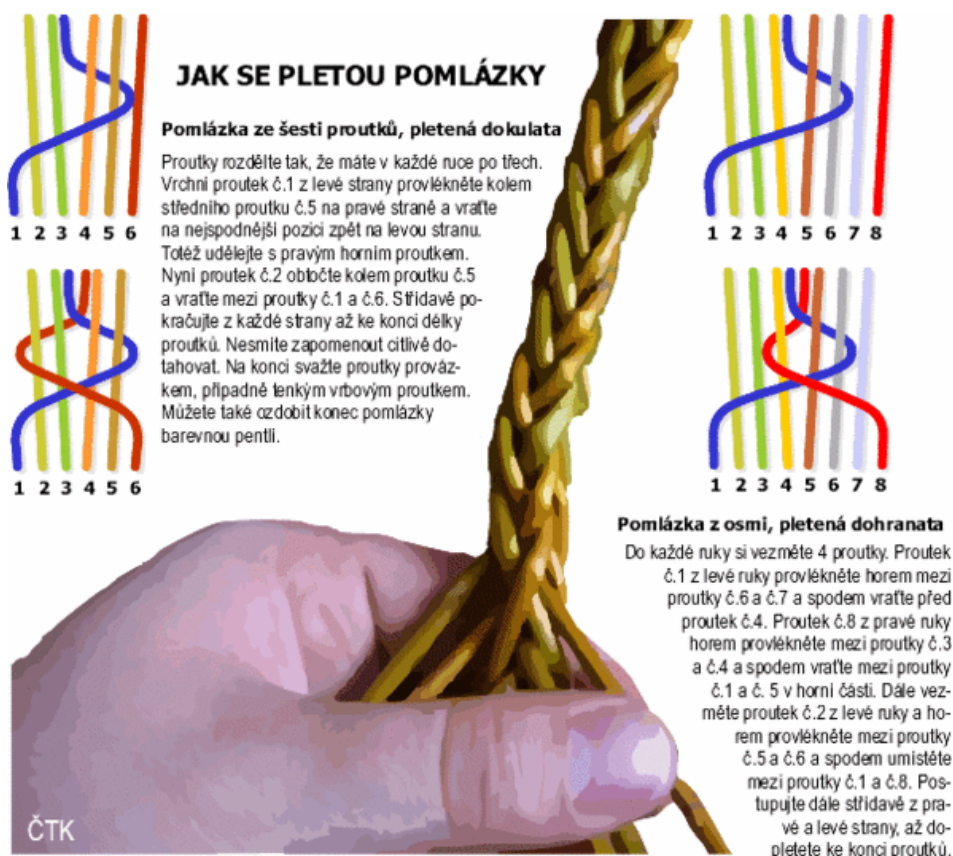 JAK SE PLETOU POMLÁZKY
Pomlázka ze šesti proutků, pletená dokulata
Proutky rozdělte tak, že máte v každé ruce po třech.
Vrchní proutek č.1 z levé strany provlékněte kolem
středního proutku č.5 na pravé straně a vraťte
na nejspodnější pozici zpět na levou stranu.
Totéž udělejte s pravým horním proutkem.
Nyní proutek č.2 obtočte kolem proutku č.5
a vraťte mezi proutky č.1 a č.6. Střídavě po-
kračujte z každé strany až ke konci délky
proutků. Nesmíte zapomenout citlivě do-
tahovat. Na konci svažte proutky prováz-
kem, případně tenkým vrbovým proutkem.
Můžete také ozdobit konec pomlázky
barevnou pentlí.
1 2 3 4 5 6
1 2 3 4 5 6
1 2 3 4 5 6 7 8
1 2 3 4 5 6 7 8
Pomlázka z osmi, pletená dohranata
Do každé ruky si vezměte 4 proutky. Proutek
č.1 z levé ruky provlékněte horem mezi
proutky č.6 a č.7 a spodem vraťte před
proutek č.4. Proutek č.8 z pravé ruky
horem provlékněte mezi proutky č.3
a č.4 a spodem vraťte mezi proutky
č.1 a č. 5 v horní části. Dále vez-
měte proutek č.2 z levé ruky a ho-
rem provlékněte mezi proutky
č.5 a č.6 a spodem umístěte
mezi proutky č.1 a č.8. Pos-
tupujte dále střídavě z pra-
vé a levé strany, až do-
pletete ke konci proutků.
ČTK